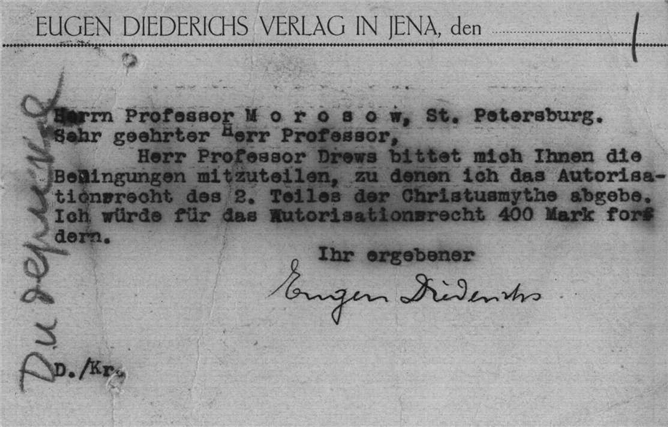 EUGEN DIEDERICHS VERLAG IN JENA, den
1
Herrn Professor Morosow, St. Petersburg.
Sehr geehrter Herr Professor,
Herr Professor Drews bittet mich Ihnen die
Bedingungen mitzuteilen, zu denen ich das Autorisa-
tionsrecht des 2. Teiles der Christusmythe abgebe.
Ich würde für das Autorisationsrecht 400 Mark for-
dern.
Ihr ergebener
Eugen Diederichs
D./Kr.